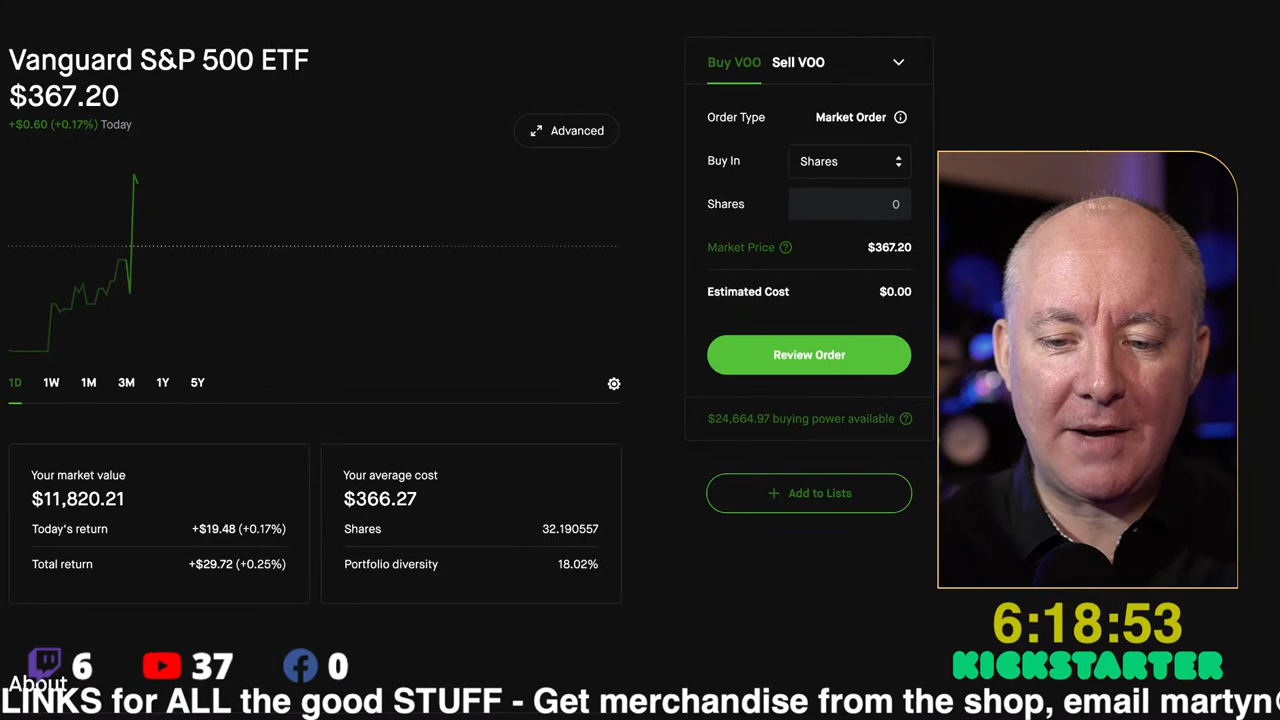 Vanguard S&P 500 ETF
$367.20
+$0.60 (+0.17%) Today
Advanced
1D 1W 1M 3M 1Y 5Y
Your market value
$11,820.21
Today's return +$19.48 (+0.17%)
Total return +$29.72 (+0.25%)
Your average cost
$366.27
Shares 32.190557
Portfolio diversity 18.02%
Buy VOO Sell VOO
Order Type Market Order
Buy In Shares
Shares 0
Market Price $367.20
Estimated Cost $0.00
Review Order
$24,664.97 buying power available
Add to Lists
6:18:53
KICKSTARTER
6 37 0
About
LINKS for ALL the good STUFF - Get merchandise from the shop, email martyn